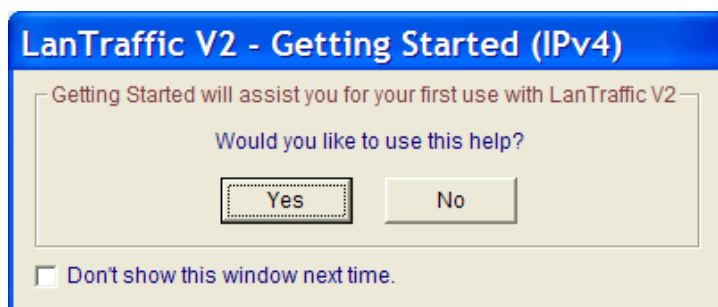 LanTraffic V2 - Getting Started (IPv4)
Getting Started will assist you for your first use with LanTraffic V2
Would you like to use this help?
Yes No
Don't show this window next time.